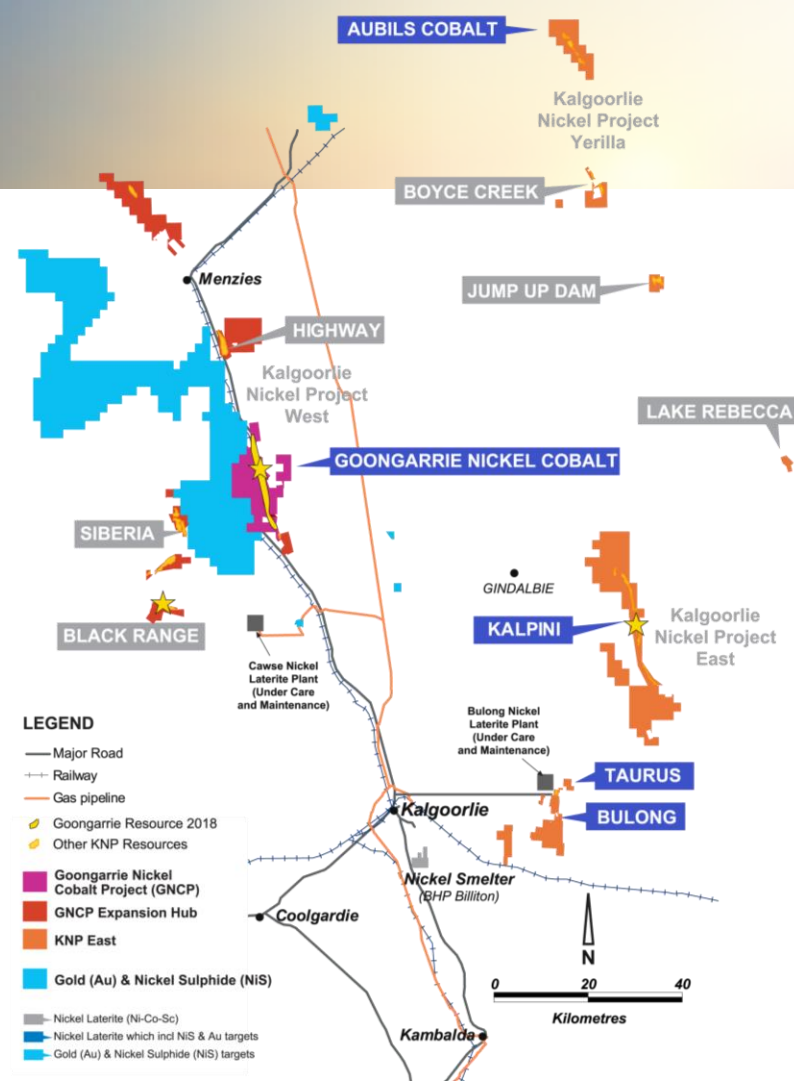 AUBILS COBALT
Kalgoorlie
Nickel Project
Yerilla
BOYCE CREEK
Menzies
JUMP UP DAM
HIGHWAY
Kalgoorlie
Nickel Project
West
LAKE REBECCA
GOONGARRIE NICKEL COBALT
SIBERIA
GINDALBIE
BLACK RANGE
KALPINI
Kalgoorlie
Nickel Project
East
Cawse Nickel
Laterite Plant
(Under Care
and Maintenance)
Bulong Nickel
Laterite Plant
(Under Care
and Maintenance)
TAURUS
BULONG
Kalgoorlie
Nickel Smelter
(BHP Billiton)
Coolgardie
Kambalda
N
0 20 40
Kilometres
LEGEND
Major Road
Railway
Gas pipeline
Goongarrie Resource 2018
Other KNP Resources
Goongarrie Nickel
Cobalt Project (GNCP)
GNCP Expansion Hub
KNP East
Gold (Au) & Nickel Sulphide (NiS)
Nickel Laterite (Ni-Co-Sc)
Nickel Laterite which incl NiS & Au targets
Gold (Au) & Nickel Sulphide (NiS) targets